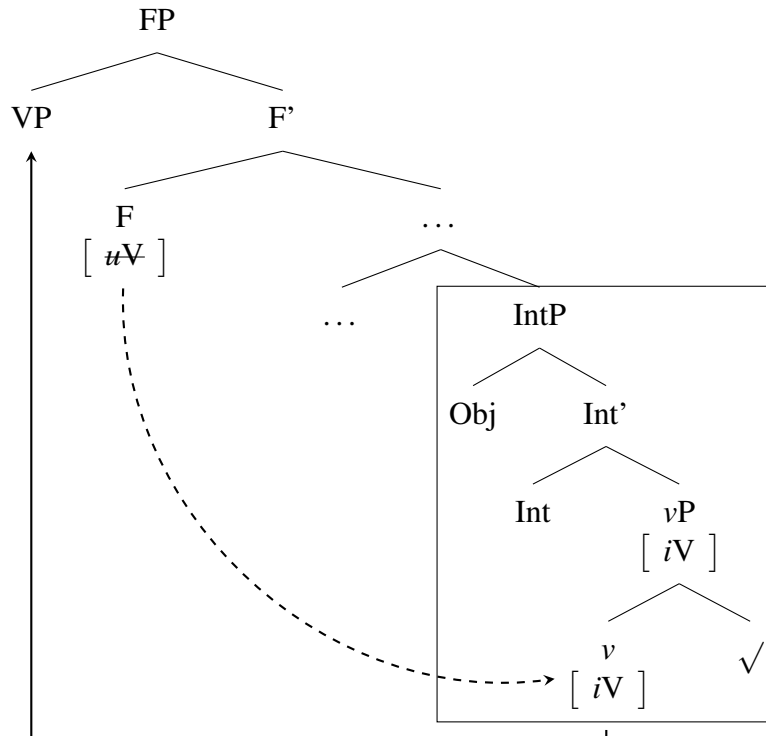 FP
VP F’
F …
[ uV ]
… IntP
Obj Int’
Int vP
[ iV ]
v √
[ iV ]